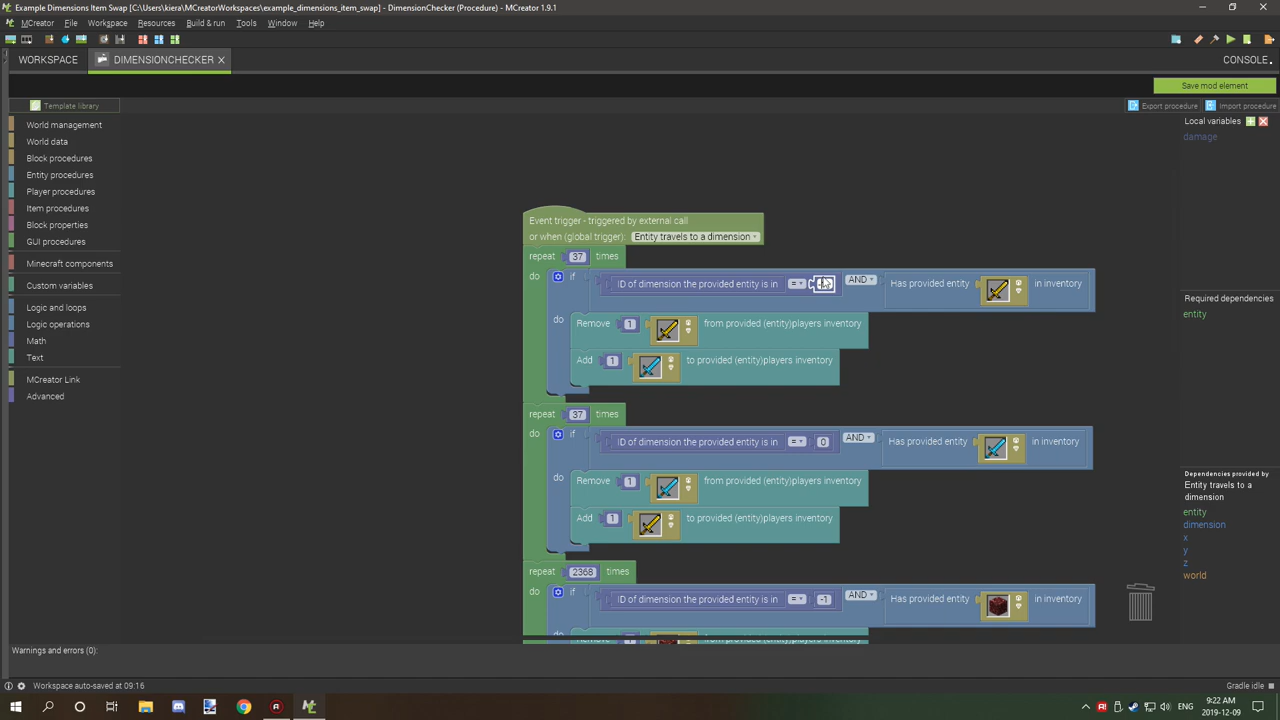 Example Dimensions Item Swap [C:\Users\kiera\MCreatorWorkspaces\example_dimensions_item_swap] - DimensionChecker (Procedure) - MCreator 1.9.1
MCreator File Workspace Resources Build & run Tools Window Help
WORKSPACE DIMENSIONCHECKER CONSOLE
Save mod element
Template library Export procedure Import procedure
World management
World data
Block procedures
Entity procedures
Player procedures
Item procedures
Block properties
GUI procedures
Minecraft components
Custom variables
Logic and loops
Logic operations
Math
Text
MCreator Link
Advanced
Local variables
damage
Required dependencies
entity
Dependencies provided by
Entity travels to a
dimension
entity
dimension
x
y
z
world
Event trigger - triggered by external call
or when (global trigger): Entity travels to a dimension
repeat 37 times
do if ID of dimension the provided entity is in = AND Has provided entity in inventory
do Remove 1 from provided (entity)players inventory
Add 1 to provided (entity)players inventory
repeat 37 times
do if ID of dimension the provided entity is in = 0 AND Has provided entity in inventory
do Remove 1 from provided (entity)players inventory
Add 1 to provided (entity)players inventory
repeat 2368 times
do if ID of dimension the provided entity is in = -1 AND Has provided entity in inventory
do Remove 1 from provided (entity)players inventory
Warnings and errors (0):
Workspace auto-saved at 09:16 Gradle idle
9:22 AM
2019-12-09